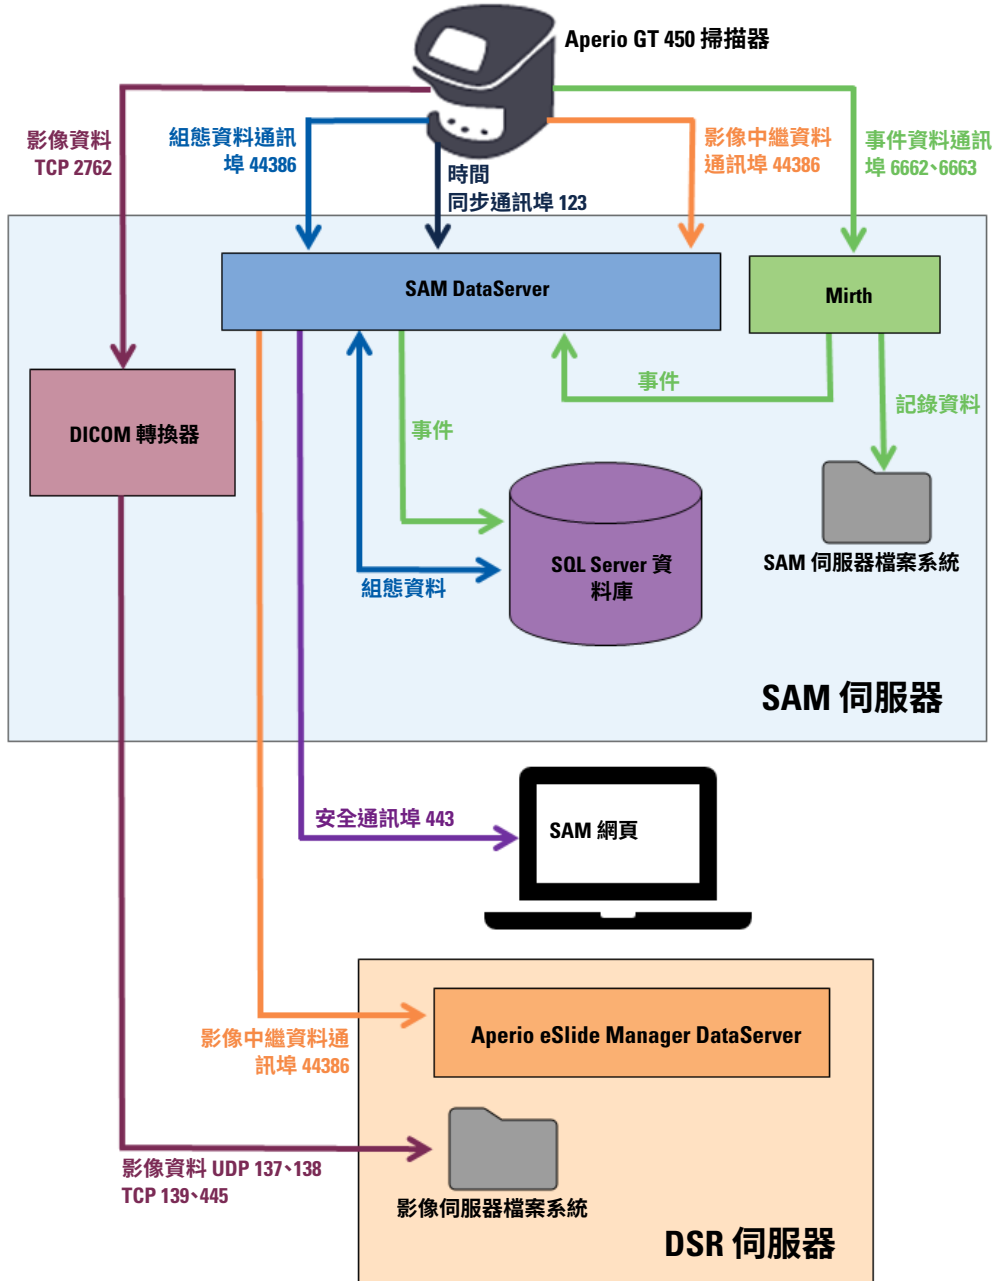 Aperio GT 450 掃描器
影像資料
TCP 2762
組態資料通訊
埠 44386
時間
同步通訊埠 123
影像中繼資料
通訊埠 44386
事件資料通訊
埠 6662、6663
SAM DataServer
Mirth
事件
記錄資料
DICOM 轉換器
事件
SQL Server 資
料庫
SAM 伺服器檔案系統
組態資料
SAM 伺服器
安全通訊埠 443
SAM 網頁
影像中繼資料通
訊埠 44386
Aperio eSlide Manager DataServer
影像資料 UDP 137、138
TCP 139、445
影像伺服器檔案系統
DSR 伺服器